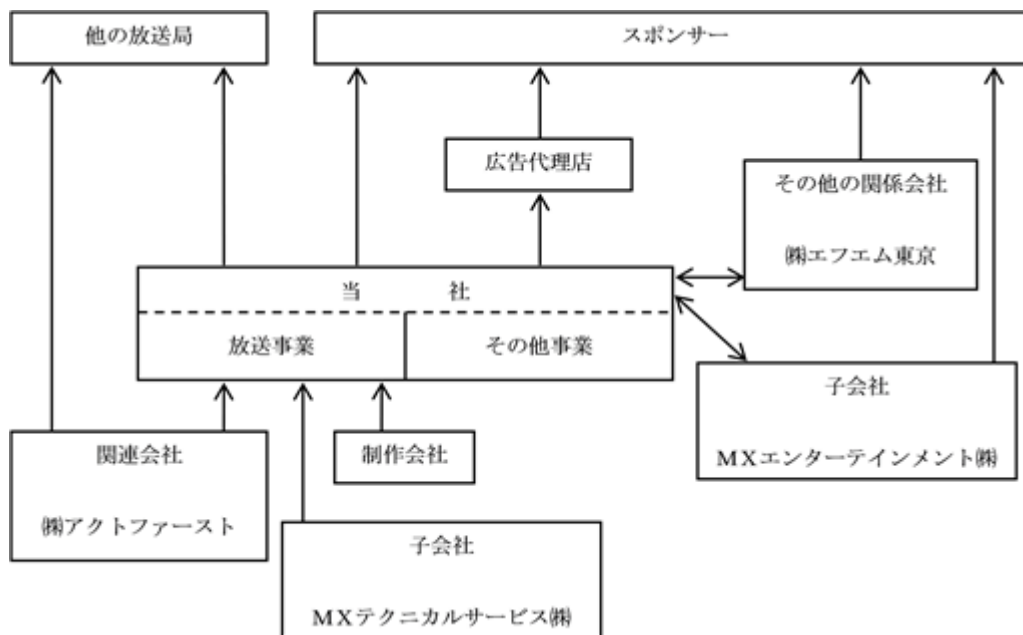 他の放送局
スポンサー
広告代理店
その他の関係会社
㈱エフエム東京
当 社
放送事業
その他事業
子会社
MXエンターテインメント㈱
関連会社
㈱アクトファースト
制作会社
子会社
MXテクニカルサービス㈱